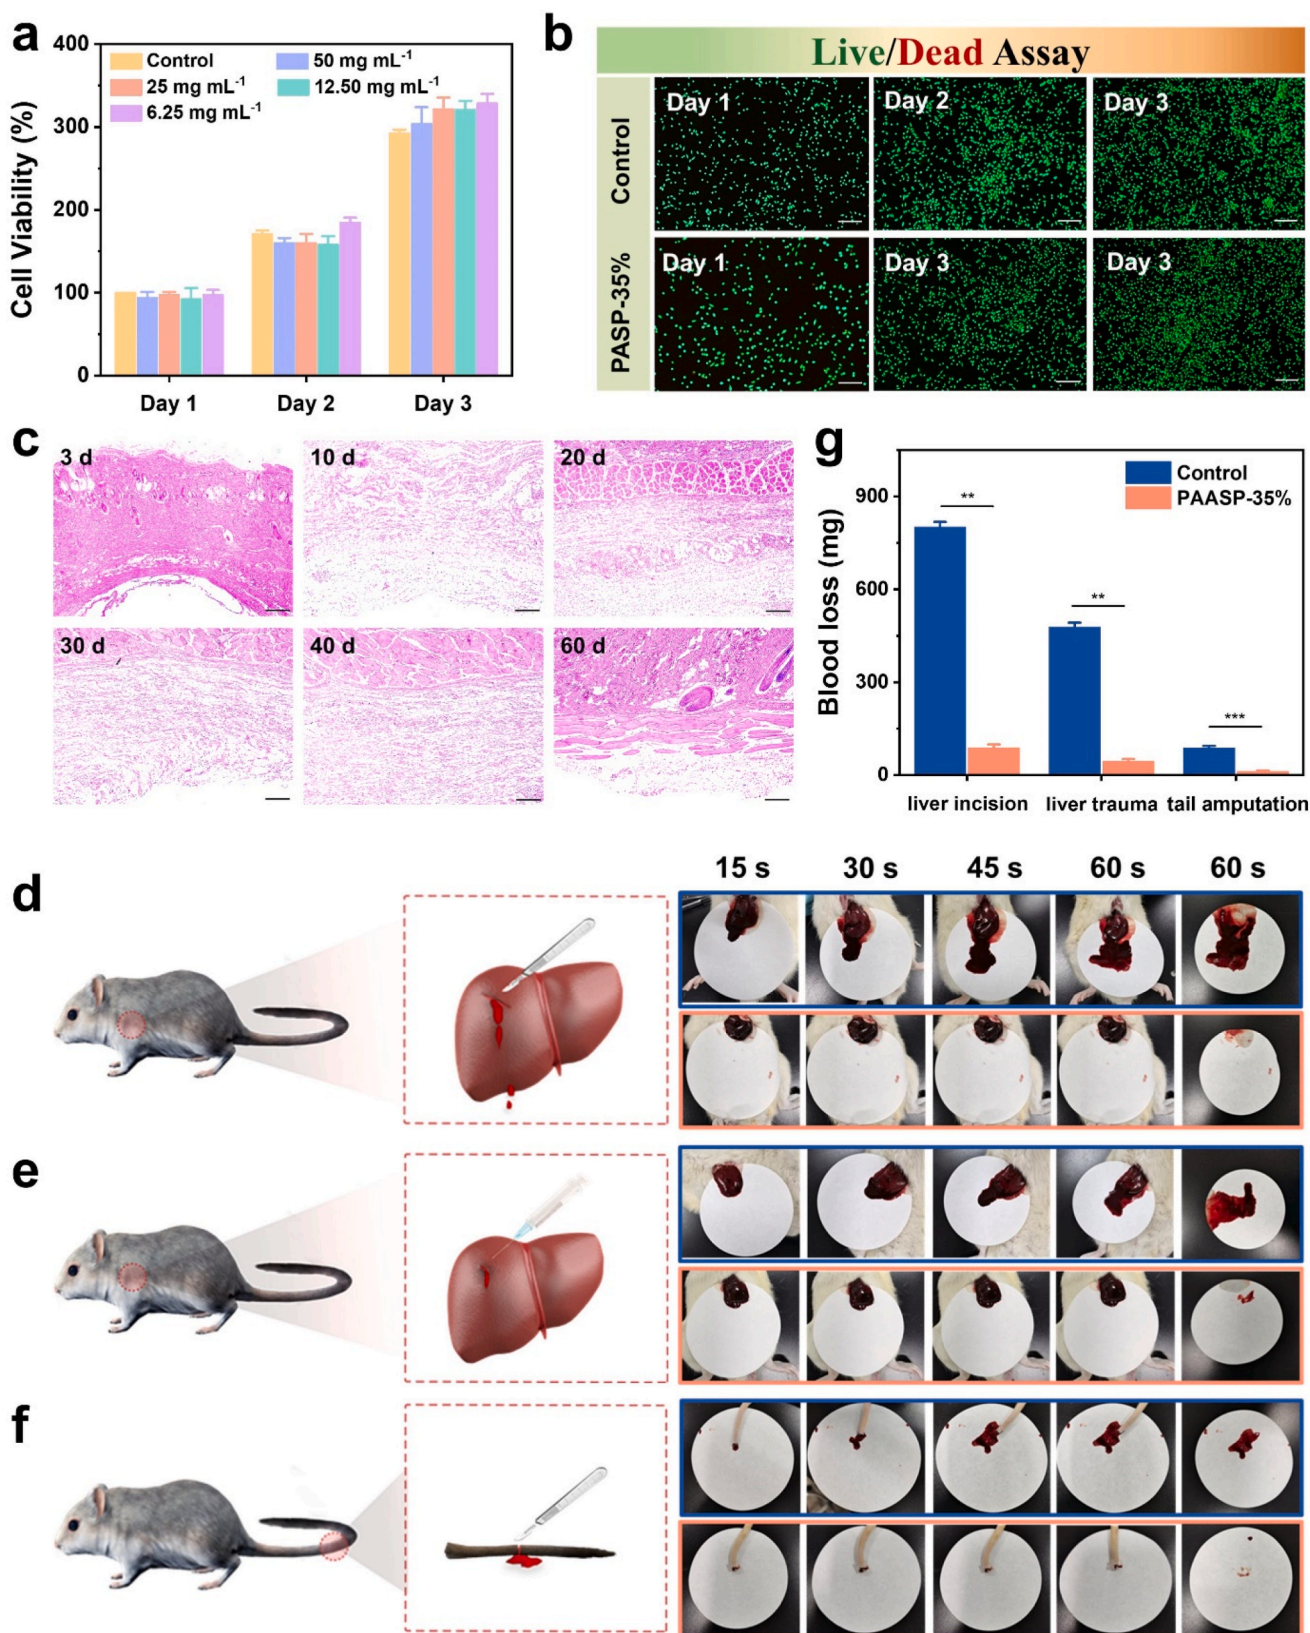 a
400
300
200
100
0
Cell Viability (%)
Control
50 mg mL⁻¹
25 mg mL⁻¹
12.50 mg mL⁻¹
6.25 mg mL⁻¹
Day 1
Day 2
Day 3
b
Live/Dead Assay
Control
Day 1
Day 2
Day 3
PASP-35%
Day 1
Day 3
Day 3
c
3 d
10 d
20 d
30 d
40 d
60 d
g
900
600
300
0
Blood loss (mg)
Control
PAASP-35%
**
**
***
liver incision
liver trauma
tail amputation
15 s
30 s
45 s
60 s
60 s
d
e
f